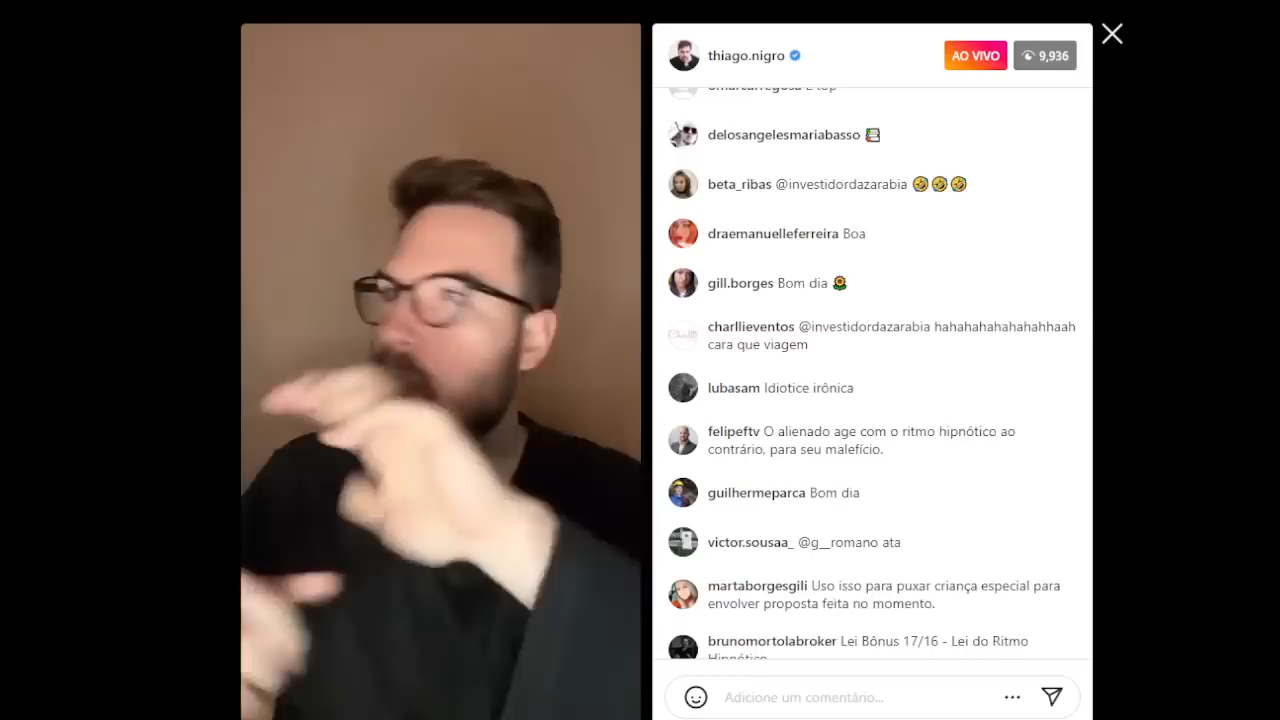 thiago.nigro
AO VIVO
9,936
delosangelesmariabasso
beta_ribas @investidordazarabia
draemanuelleferreira Boa
gill.borges Bom dia
charllieventos @investidordazarabia hahahahahahahahhaah
cara que viagem
lubasam Idiotice irônica
felipeftv O alienado age com o ritmo hipnótico ao
contrário, para seu malefício.
guilhermeparca Bom dia
victor.sousaa_ @g__romano ata
martaborgesgili Uso isso para puxar criança especial para
envolver proposta feita no momento.
brunomortolabroker Lei Bônus 17/16 - Lei do Ritmo
Hipnótico
Adicione um comentário...